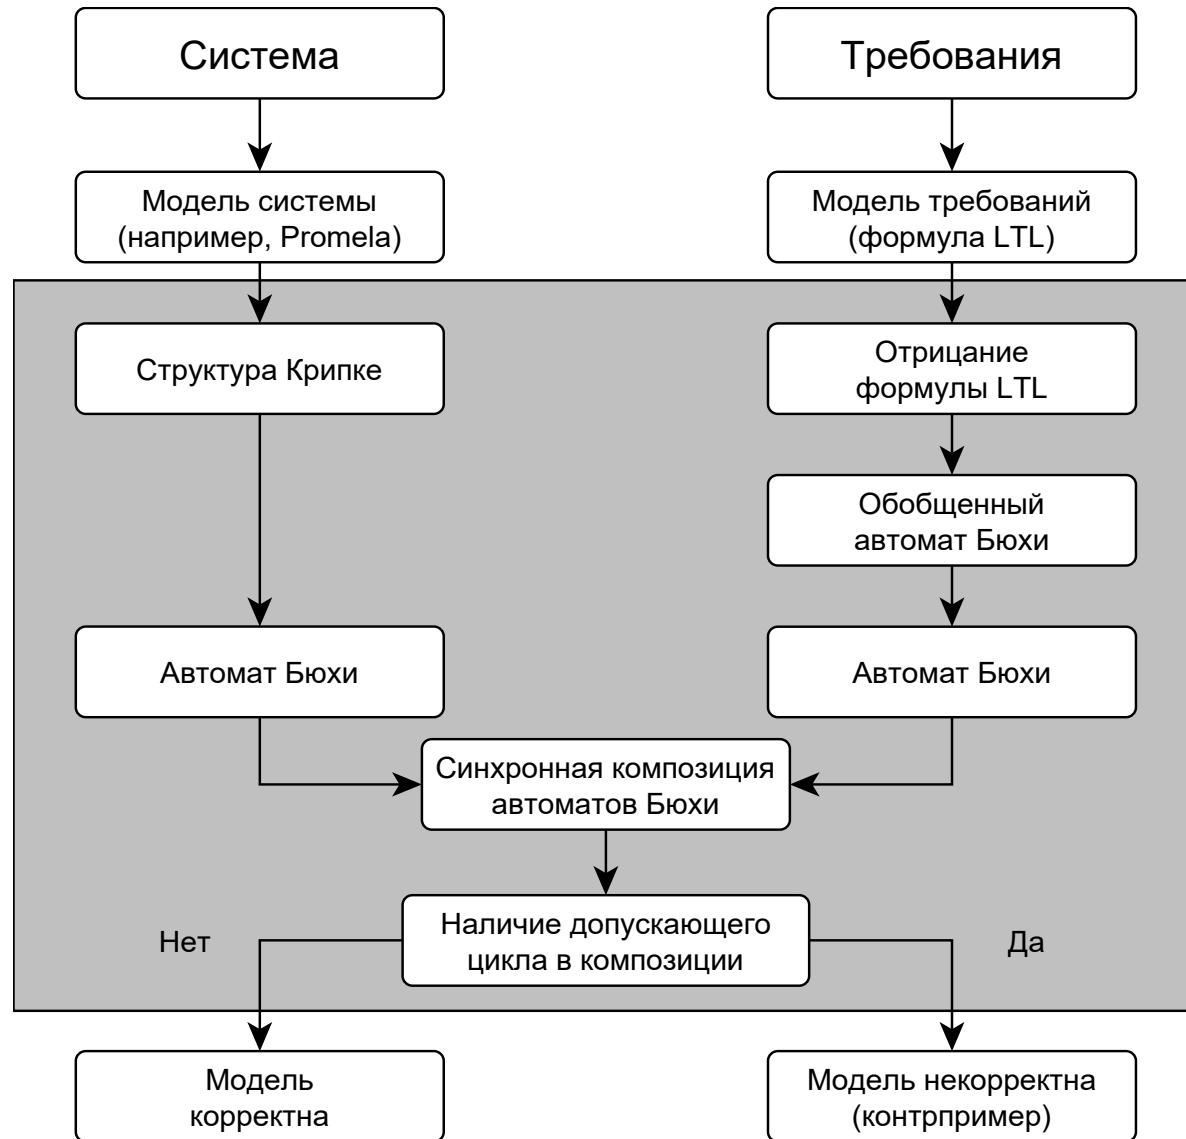 Система
Требования
Модель системы
(например, Promela)
Модель требований
(формула LTL)
Структура Крипке
Отрицание
формулы LTL
Обобщенный
автомат Бюхи
Автомат Бюхи
Автомат Бюхи
Синхронная композиция
автоматов Бюхи
Наличие допускающего
цикла в композиции
Нет
Да
Модель
корректна
Модель некорректна
(контрпример)